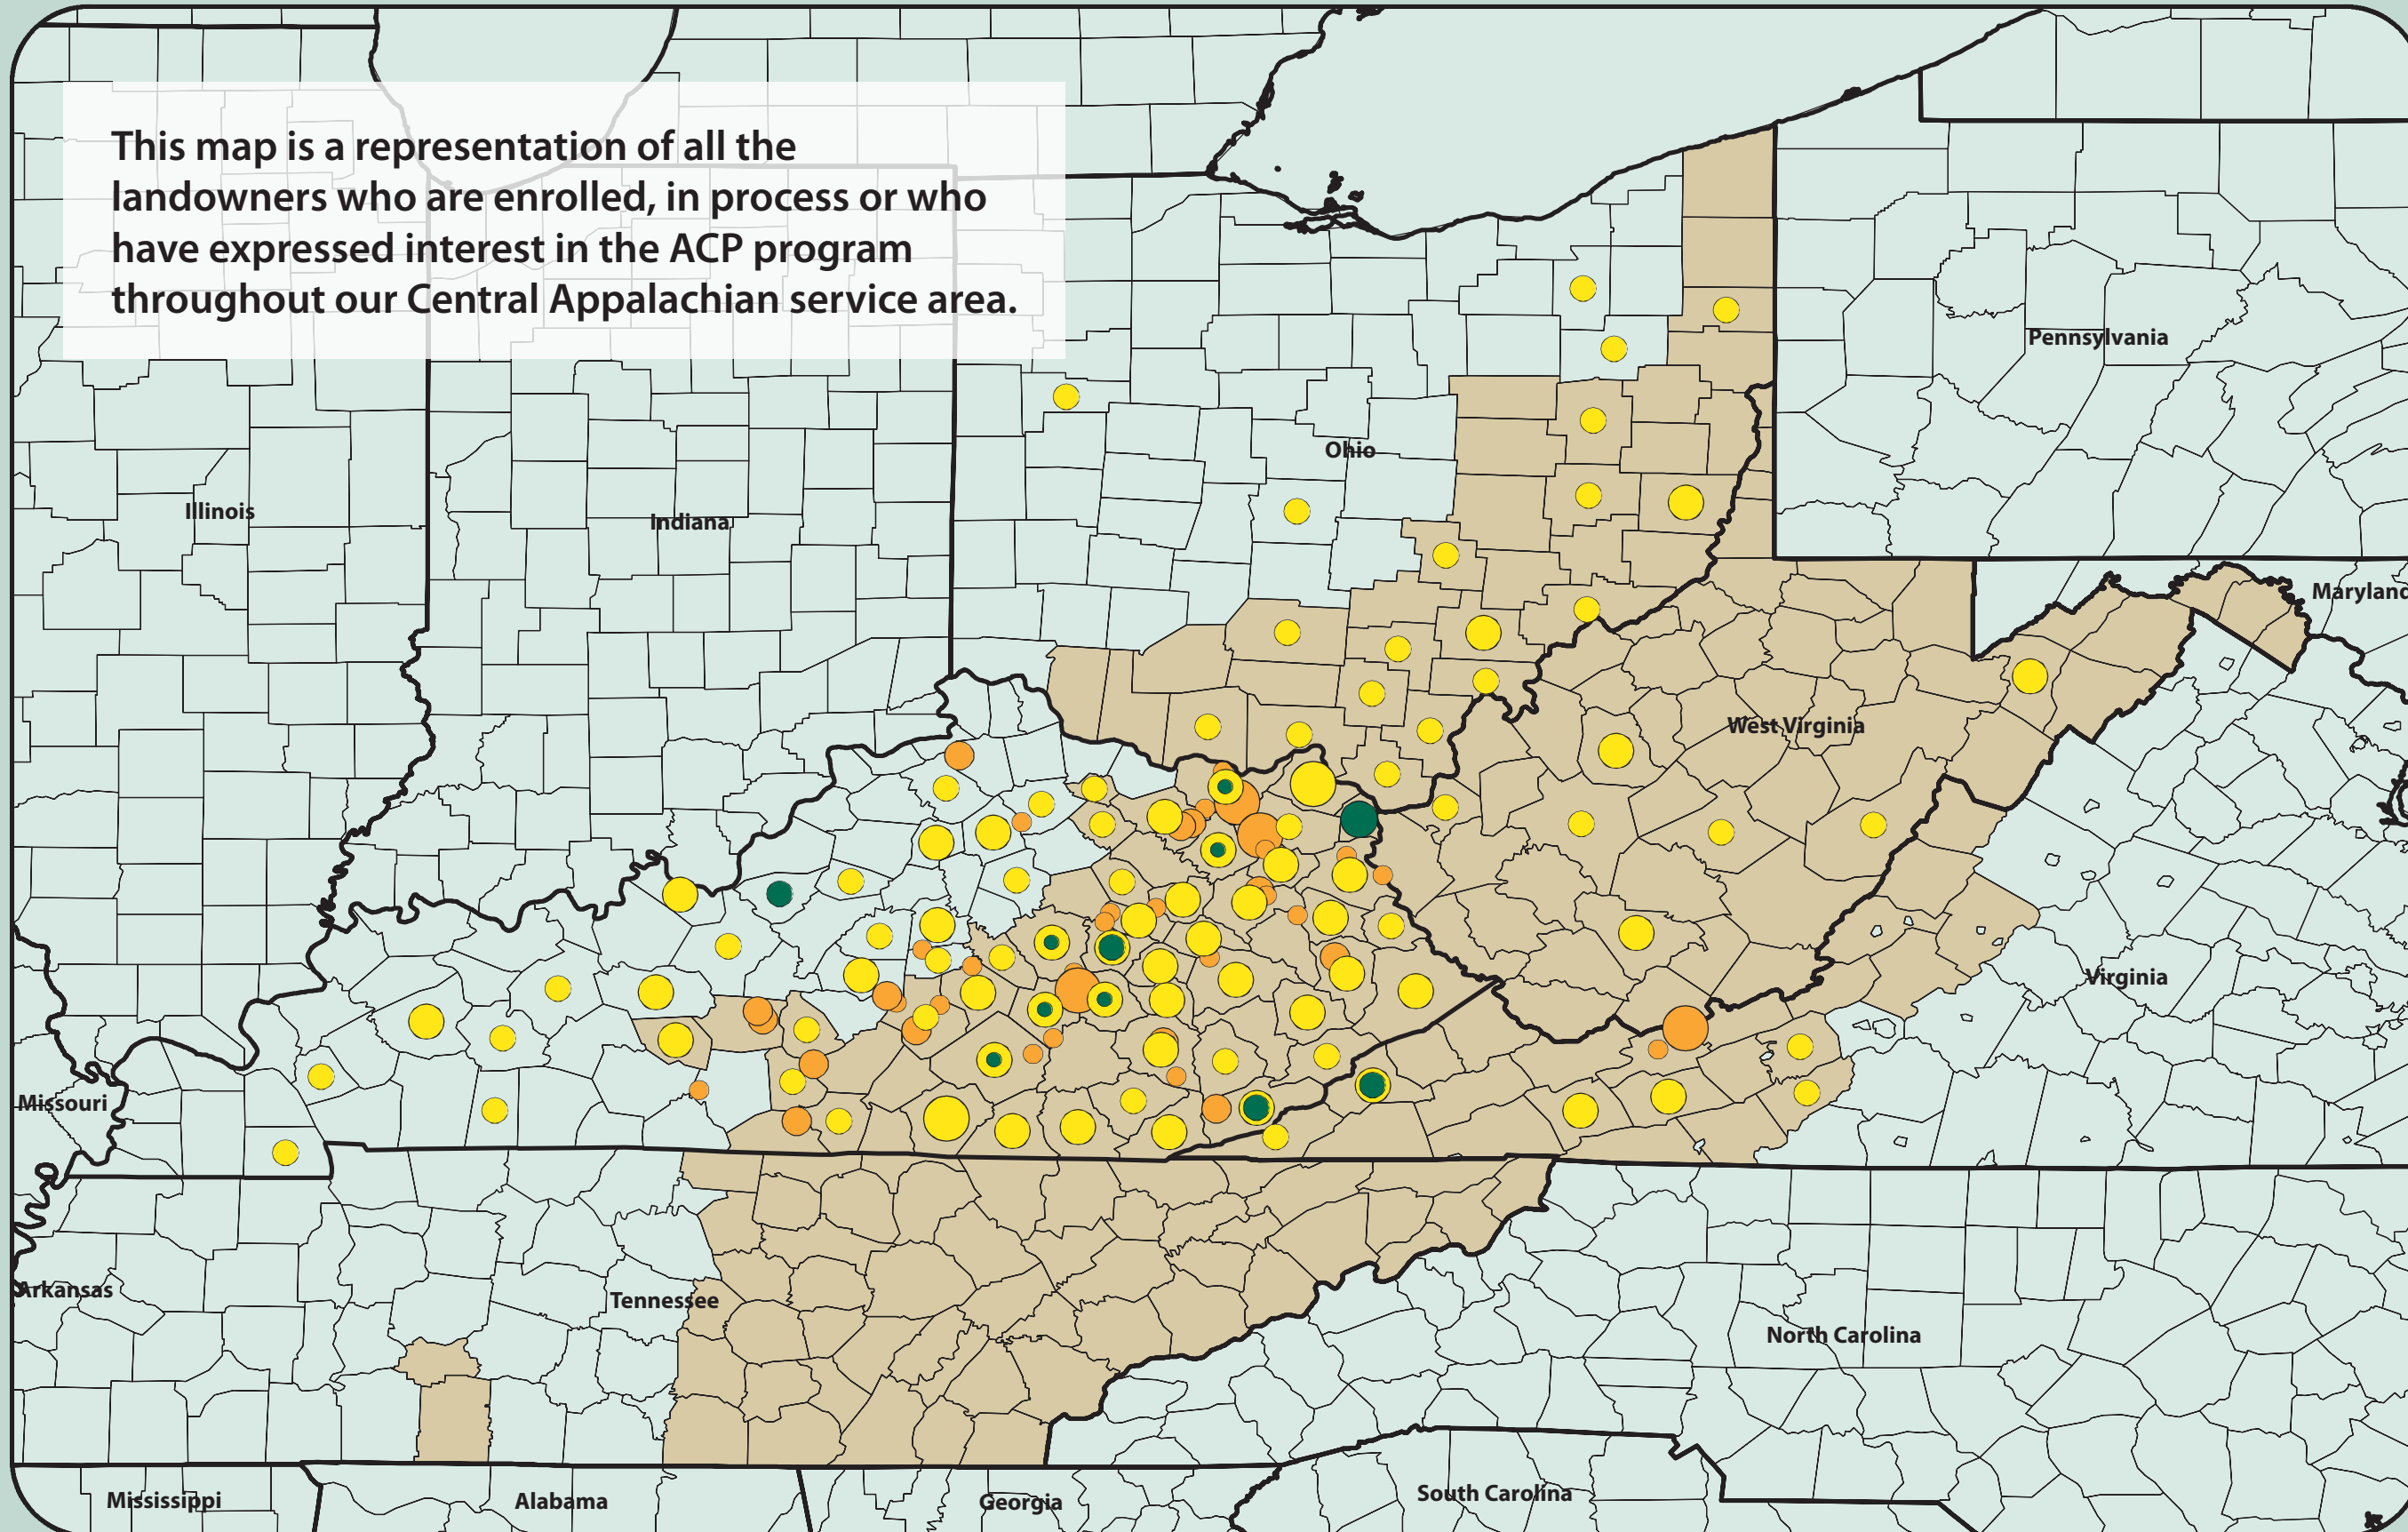 This map is a representation of all the
landowners who are enrolled, in process or who
have expressed interest in the ACP program
throughout our Central Appalachian service area.
Pennsylvania
Ohio
Illinois
Indiana
Maryland
West Virginia
Virginia
Missouri
Arkansas
Tennessee
North Carolina
Mississippi
Alabama
Georgia
South Carolina